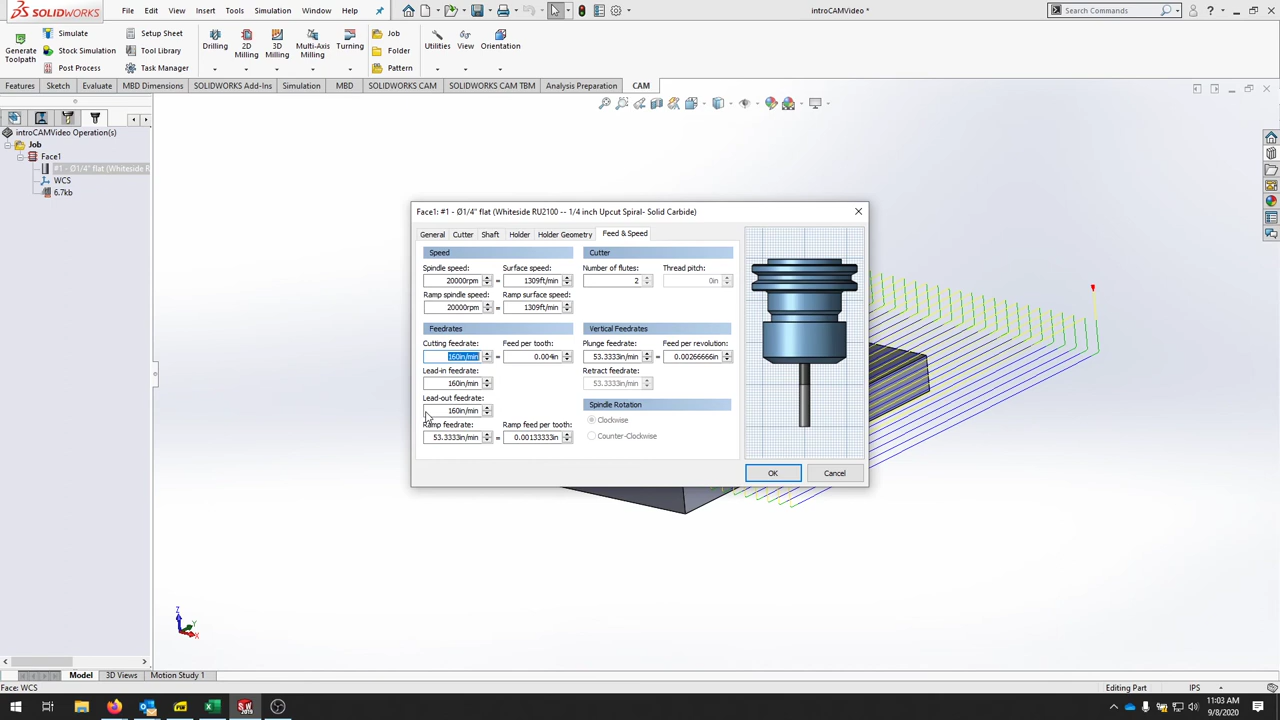 SOLIDWORKS
File Edit View Insert Tools Simulation Window Help
introCAMVideo *
Search Commands
Generate Toolpath
Simulate
Stock Simulation
Post Process
Setup Sheet
Tool Library
Task Manager
Drilling
2D Milling
3D Milling
Multi-Axis Milling
Turning
Job
Folder
Pattern
Utilities
View
Orientation
Features Sketch Evaluate MBD Dimensions SOLIDWORKS Add-Ins Simulation MBD SOLIDWORKS CAM SOLIDWORKS CAM TBM Analysis Preparation CAM
introCAMVideo Operation(s)
Job
Face1
#1 - Ø1/4" flat (Whiteside RU
WCS
6.7kb
Face1: #1 - Ø1/4" flat (Whiteside RU2100 -- 1/4 inch Upcut Spiral- Solid Carbide)
General Cutter Shaft Holder Holder Geometry Feed & Speed
Speed
Spindle speed: Surface speed:
20000rpm = 1309ft/min
Ramp spindle speed: Ramp surface speed:
20000rpm = 1309ft/min
Cutter
Number of flutes: Thread pitch:
2 0in
Feedrates
Cutting feedrate: Feed per tooth:
160in/min = 0.004in
Lead-in feedrate:
160in/min
Lead-out feedrate:
160in/min
Ramp feedrate: Ramp feed per tooth:
53.3333in/min = 0.00133333in
Vertical Feedrates
Plunge feedrate: Feed per revolution:
53.3333in/min = 0.00266666in
Retract feedrate:
53.3333in/min
Spindle Rotation
Clockwise
Counter-Clockwise
OK Cancel
Z
Y
X
Model 3D Views Motion Study 1
Face: WCS
Editing Part IPS
11:03 AM
9/8/2020